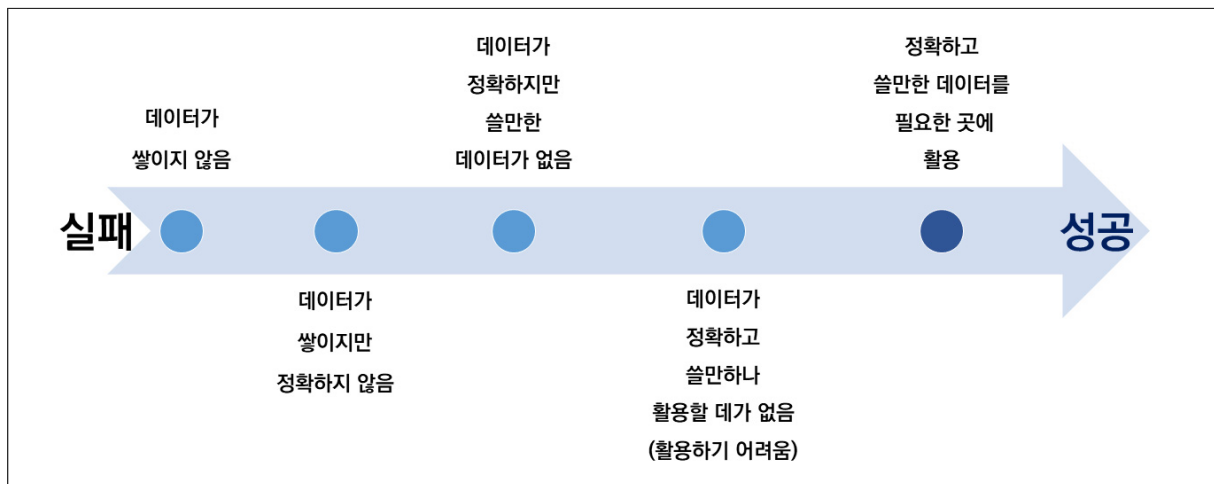 실패
데이터가
쌓이지 않음
데이터가
쌓이지만
정확하지 않음
데이터가
정확하지만
쓸만한
데이터가 없음
데이터가
정확하고
쓸만하나
활용할 데가 없음
(활용하기 어려움)
정확하고
쓸만한 데이터를
필요한 곳에
활용
성공